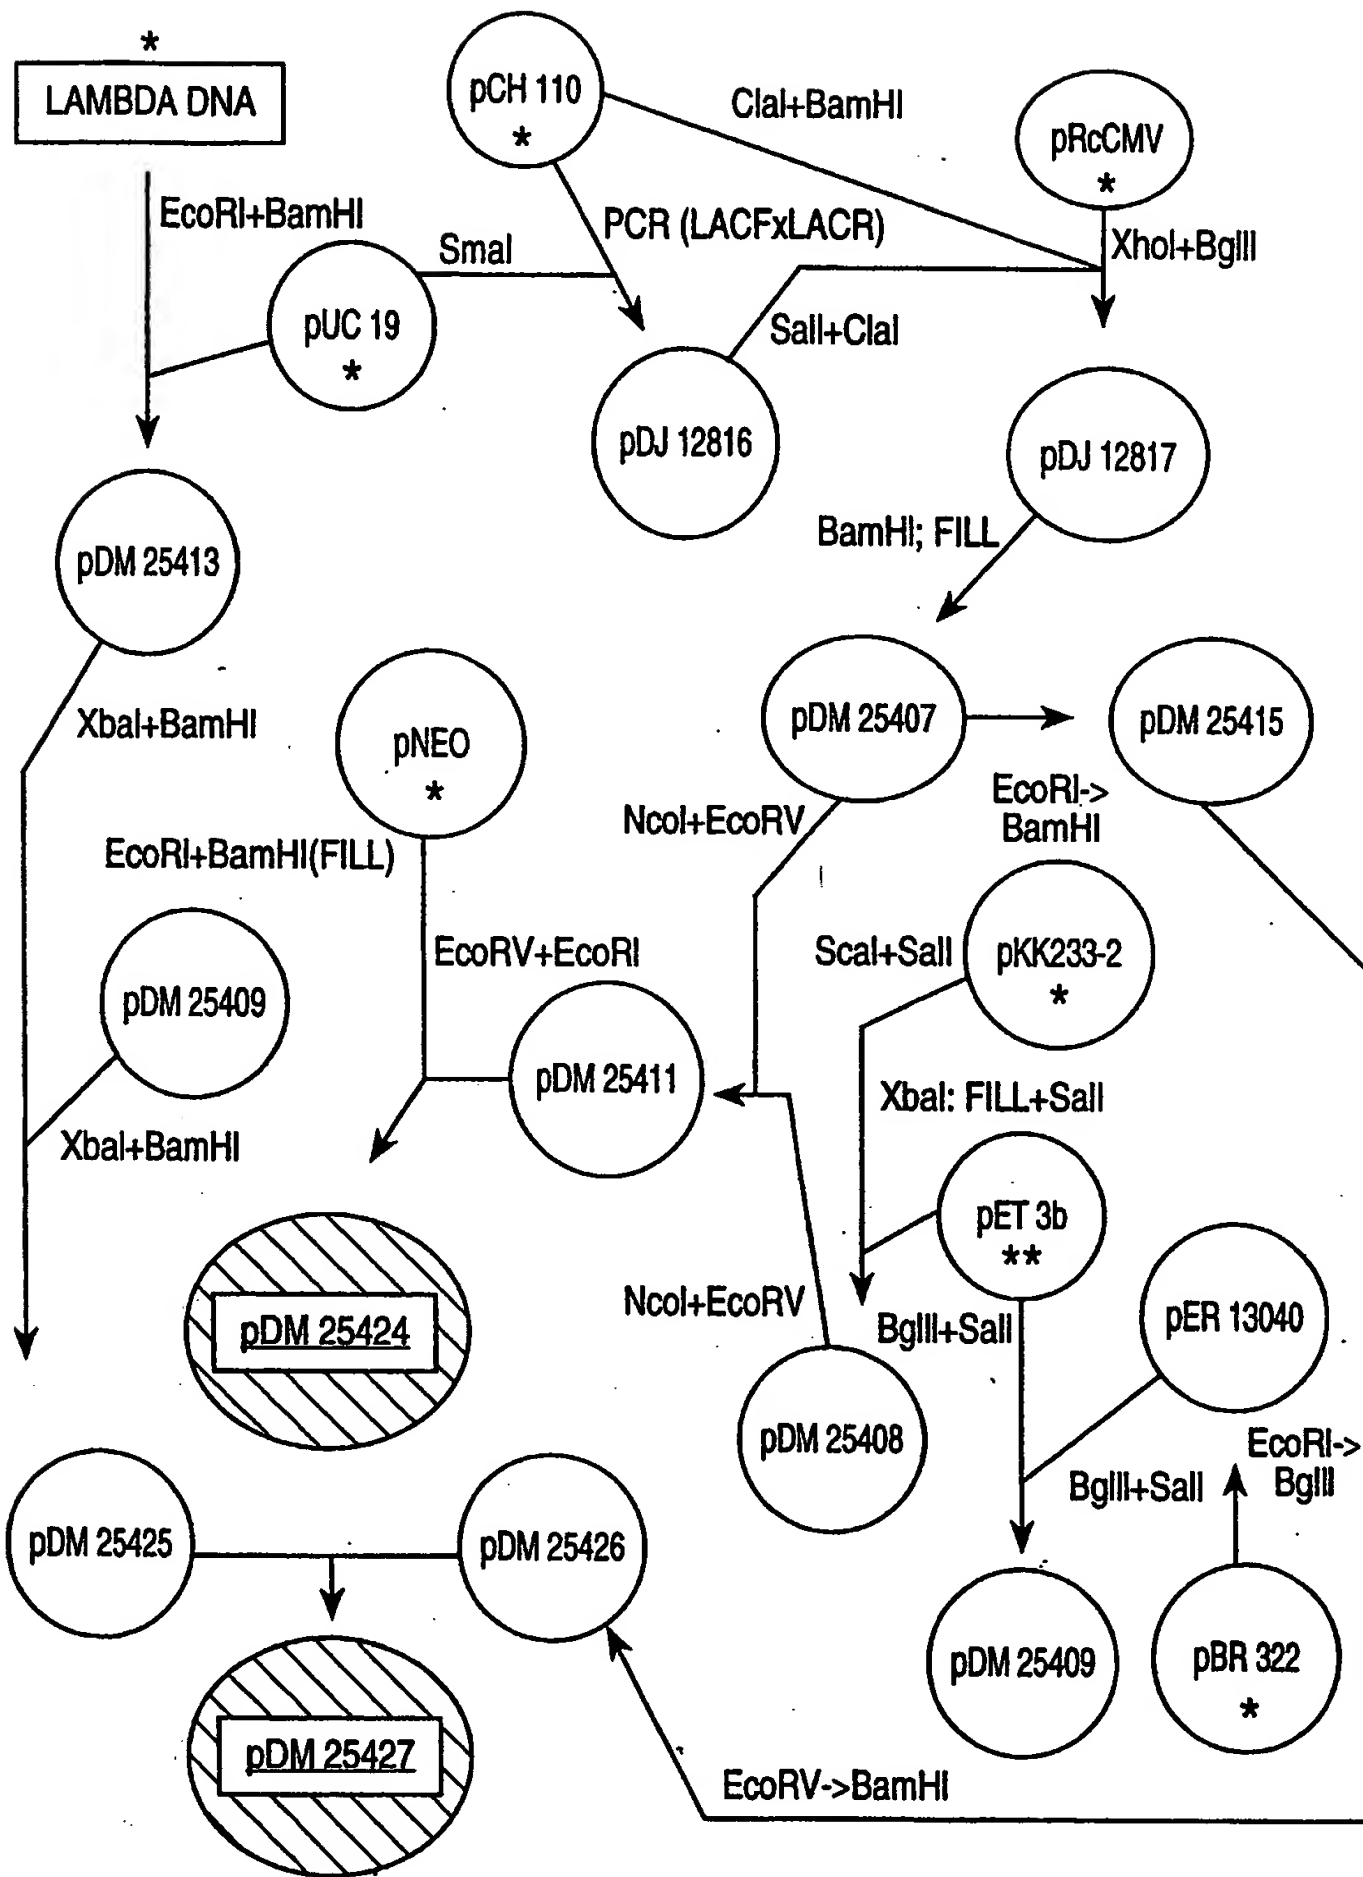 *
LAMBDA DNA
pCH 110
*
ClaI+BamHI
pRcCMV
*
EcoRI+BamHI
PCR (LACFxLACR)
SmaI
XhoI+BglII
pUC 19
*
SalI+ClaI
pDJ 12816
pDJ 12817
BamHI; FILL
pDM 25413
XbaI+BamHI
pNEO
*
pDM 25407
pDM 25415
EcoRI->
BamHI
NcoI+EcoRV
EcoRI+BamHI(FILL)
EcoRV+EcoRI
ScaI+SalI
pKK233-2
*
pDM 25409
pDM 25411
XbaI: FILL+SalI
XbaI+BamHI
pET 3b
**
pDM 25424
NcoI+EcoRV
BglII+SalI
pER 13040
pDM 25408
EcoRI->
BglII
BglII+SalI
pDM 25425
pDM 25426
pDM 25409
pBR 322
*
pDM 25427
EcoRV->BamHI